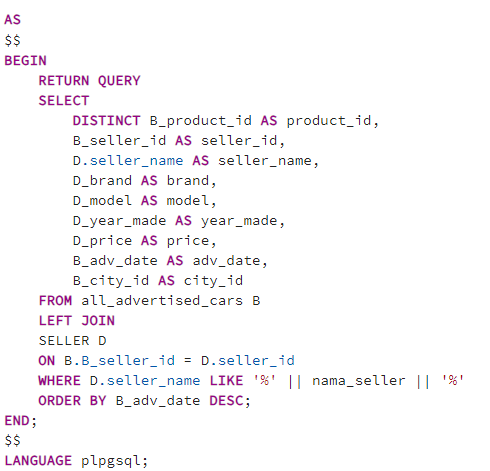 AS
$$
BEGIN
RETURN QUERY
SELECT
DISTINCT B_product_id AS product_id,
B_seller_id AS seller_id,
D.seller_name AS seller_name,
D_brand AS brand,
D_model AS model,
D_year_made AS year_made,
D_price AS price,
B_adv_date AS adv_date,
B_city_id AS city_id
FROM all_advertised_cars B
LEFT JOIN
SELLER D
ON B.B_seller_id = D.seller_id
WHERE D.seller_name LIKE '%' || nama_seller || '%'
ORDER BY B_adv_date DESC;
END;
$$
LANGUAGE plpgsql;